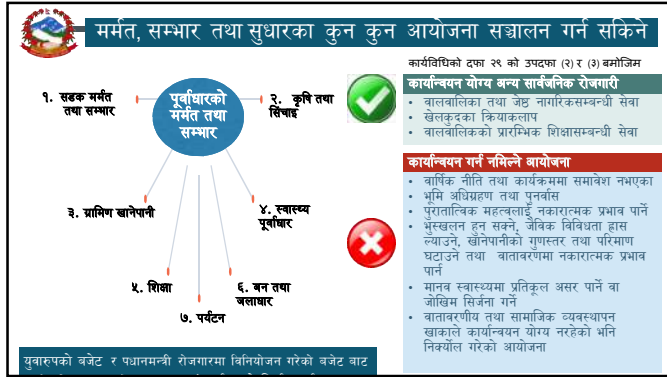 मर्मत, सम्भार तथा सुधारका कुन कुन आयोजना सञ्चालन गर्न सकिने
पूर्वाधारको
मर्मत तथा
सम्भार
१. सडक मर्मत
तथा सम्भार
२. कृषि तथा
सिंचाइ
३. ग्रामिण खानेपानी
४. स्वास्थ्य
पूर्वाधार
५. शिक्षा
६. बन तथा
जलाधार
७. पर्यटन
कार्यविधिको दफा २९ को उपदफा (२) र (३) बमोजिम
कार्यान्वयन योग्य अन्य सार्वजनिक रोजगारी
• बालबालिका तथा जेष्ठ नागरिकसम्बन्धी सेवा
• खेलकुदका क्रियाकलाप
• बालबालिकको प्रारम्भिक शिक्षासम्बन्धी सेवा
कार्यान्वयन गर्न नमिल्ने आयोजना
• वार्षिक नीति तथा कार्यक्रममा समावेश नभएका
• भूमि अधिग्रहण तथा पुनर्वास
• पुरातात्विक महत्वलाई नकारात्मक प्रभाव पार्ने
• भुस्खलन हुन सक्ने, जैविक विविधता ह्रास
ल्याउने, खानेपानीको गुणस्तर तथा परिमाण
घटाउने तथा वातावरणमा नकारात्मक प्रभाव
पार्न
• मानव स्वास्थ्यमा प्रतिकूल असर पार्ने वा
जोखिम सिर्जना गर्ने
• वातावरणीय तथा सामाजिक व्यवस्थापन
खाकाले कार्यान्वयन योग्य नरहेको भनि
निर्क्योल गरेको आयोजना
युवारुपको बजेट र पधानमन्त्री रोजगारमा विनियोजन गरेको बजेट बाट